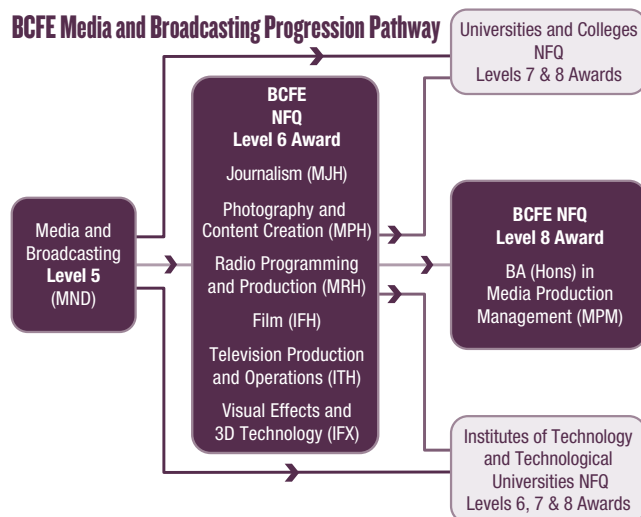 BCFE Media and Broadcasting Progression Pathway
Universities and Colleges
NFQ
Levels 7 & 8 Awards
BCFE
NFQ
Level 6 Award
Journalism (MJH)
Photography and
Content Creation (MPH)
Radio Programming
and Production (MRH)
Film (IFH)
Television Production
and Operations (ITH)
Visual Effects and
3D Technology (IFX)
Media and
Broadcasting
Level 5
(MND)
BCFE NFQ
Level 8 Award
BA (Hons) in
Media Production
Management (MPM)
Institutes of Technology
and Technological
Universities NFQ
Levels 6, 7 & 8 Awards